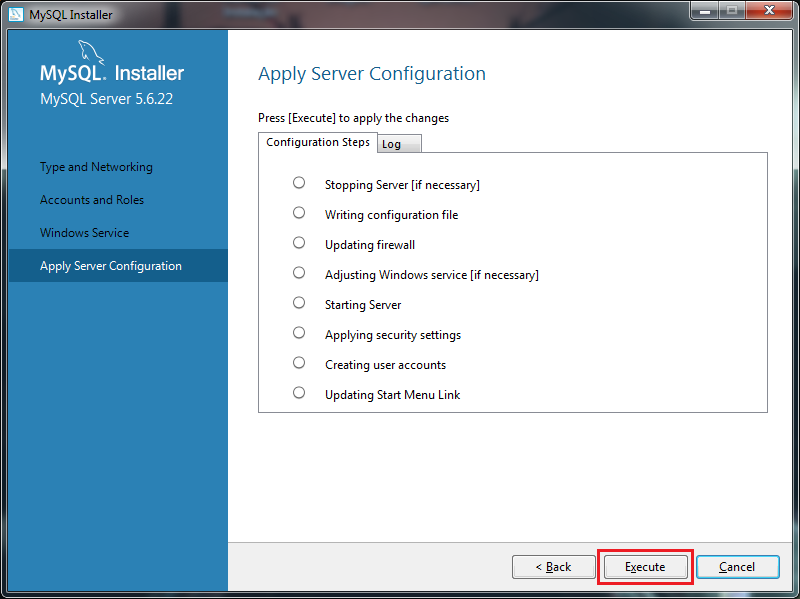 MySQL Installer
MySQL. Installer
MySQL Server 5.6.22
Type and Networking
Accounts and Roles
Windows Service
Apply Server Configuration
Apply Server Configuration
Press [Execute] to apply the changes
Configuration Steps Log
Stopping Server [if necessary]
Writing configuration file
Updating firewall
Adjusting Windows service [if necessary]
Starting Server
Applying security settings
Creating user accounts
Updating Start Menu Link
< Back Execute Cancel